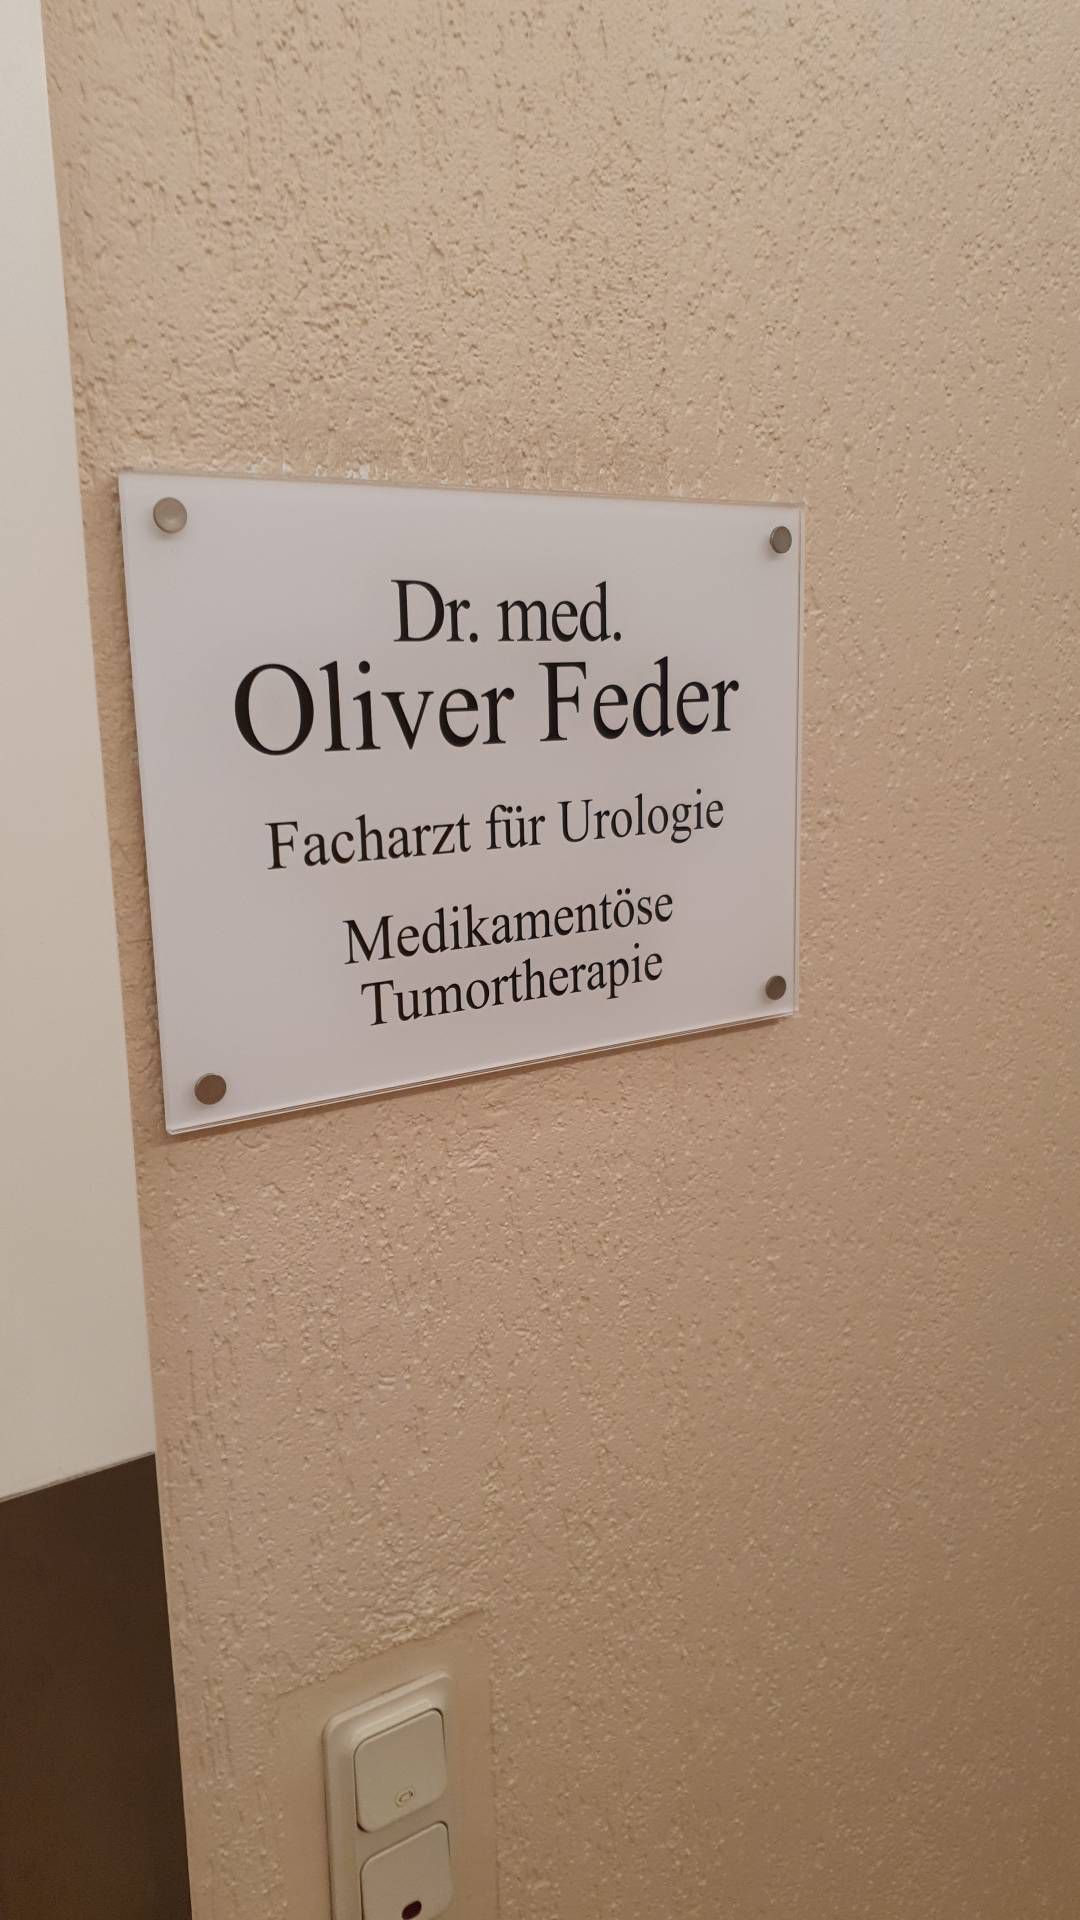 Dr. med.
Oliver Feder
Facharzt für Urologie
Medikamentöse
Tumortherapie